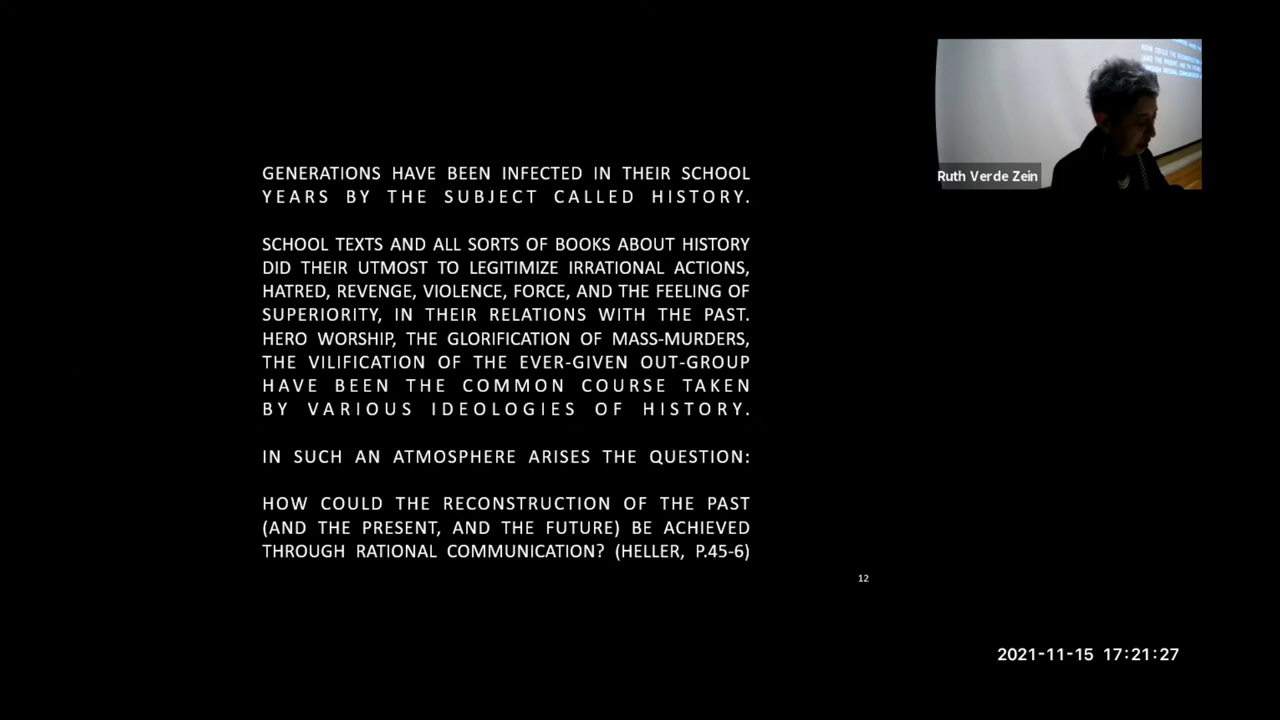 GENERATIONS HAVE BEEN INFECTED IN THEIR SCHOOL
YEARS BY THE SUBJECT CALLED HISTORY.
SCHOOL TEXTS AND ALL SORTS OF BOOKS ABOUT HISTORY
DID THEIR UTMOST TO LEGITIMIZE IRRATIONAL ACTIONS,
HATRED, REVENGE, VIOLENCE, FORCE, AND THE FEELING OF
SUPERIORITY, IN THEIR RELATIONS WITH THE PAST.
HERO WORSHIP, THE GLORIFICATION OF MASS-MURDERS,
THE VILIFICATION OF THE EVER-GIVEN OUT-GROUP
HAVE BEEN THE COMMON COURSE TAKEN
BY VARIOUS IDEOLOGIES OF HISTORY.
IN SUCH AN ATMOSPHERE ARISES THE QUESTION:
HOW COULD THE RECONSTRUCTION OF THE PAST
(AND THE PRESENT, AND THE FUTURE) BE ACHIEVED
THROUGH RATIONAL COMMUNICATION? (HELLER, P.45-6)
12
Ruth Verde Zein
2021-11-15 17:21:27